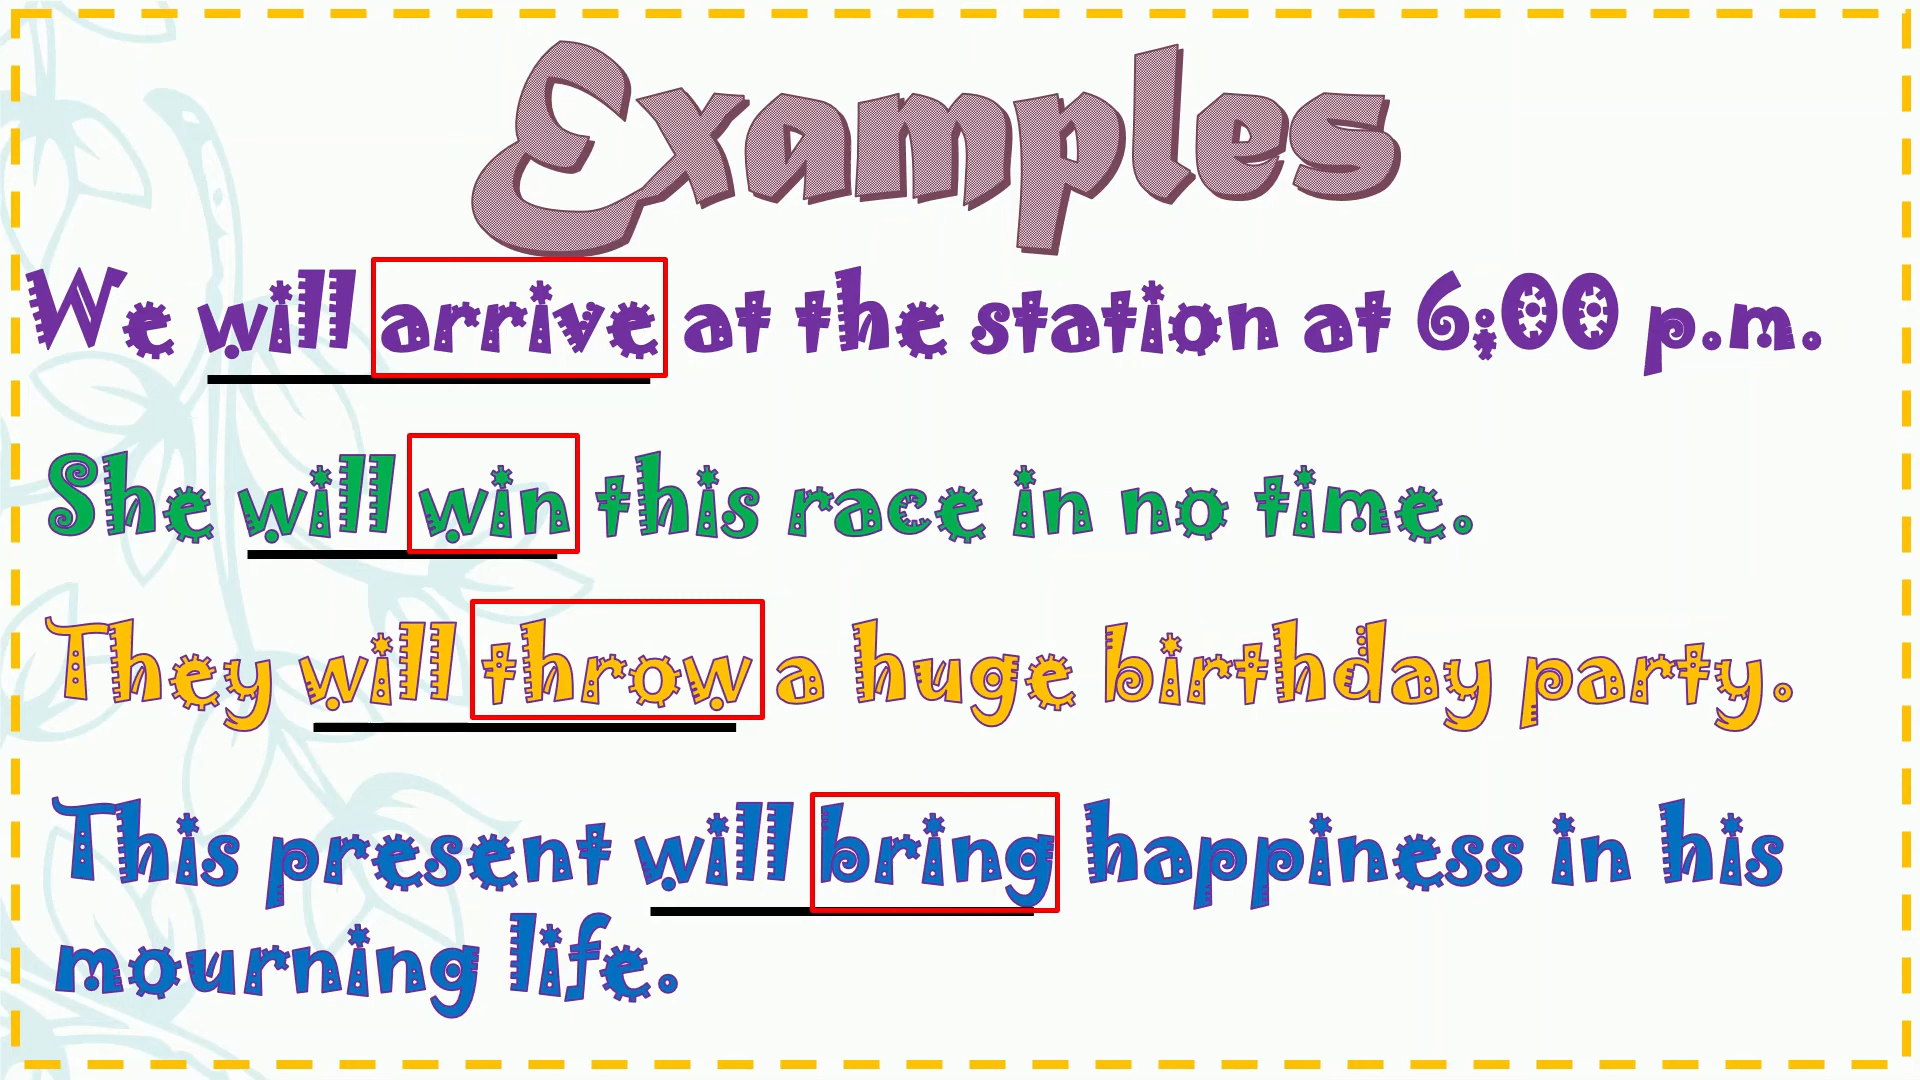 Examples
We will arrive at the station at 6:00 p.m.
She will win this race in no time.
They will throw a huge birthday party.
This present will bring happiness in his
mourning life.